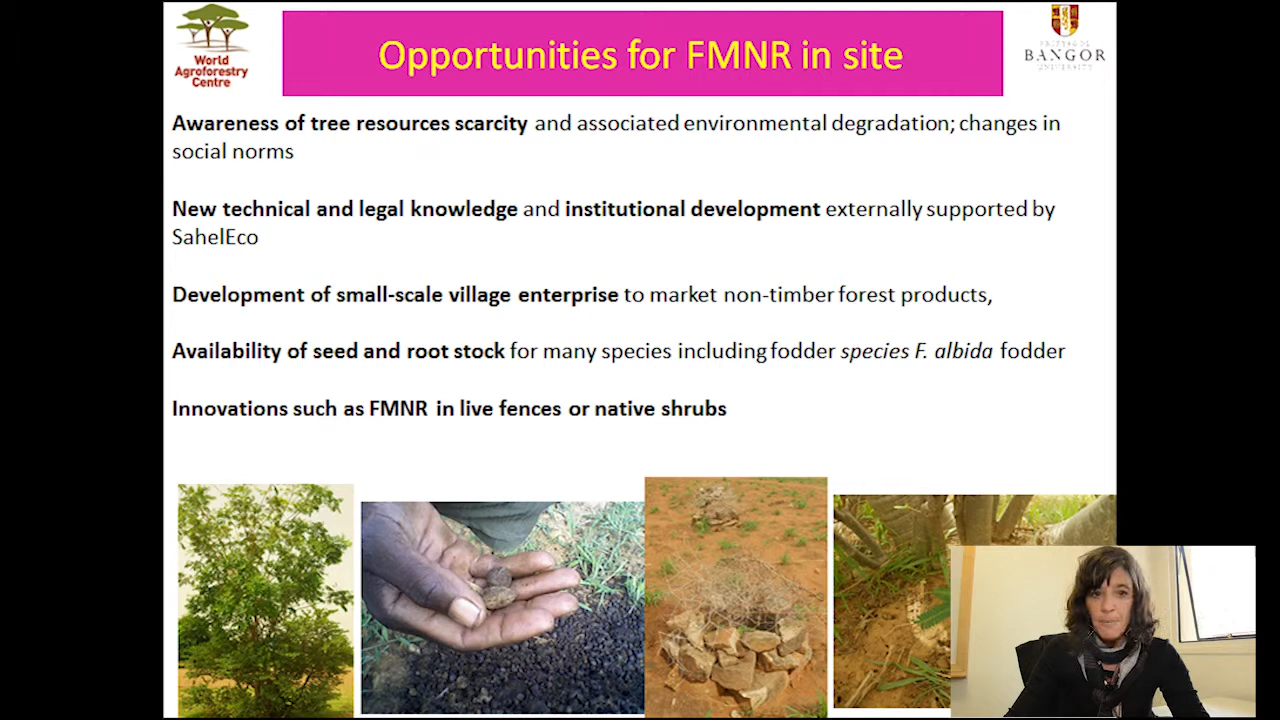 World
Agroforestry
Centre
Opportunities for FMNR in site
BANGOR
UNIVERSITY
Awareness of tree resources scarcity and associated environmental degradation; changes in
social norms
New technical and legal knowledge and institutional development externally supported by
SahelEco
Development of small-scale village enterprise to market non-timber forest products,
Availability of seed and root stock for many species including fodder species F. albida fodder
Innovations such as FMNR in live fences or native shrubs